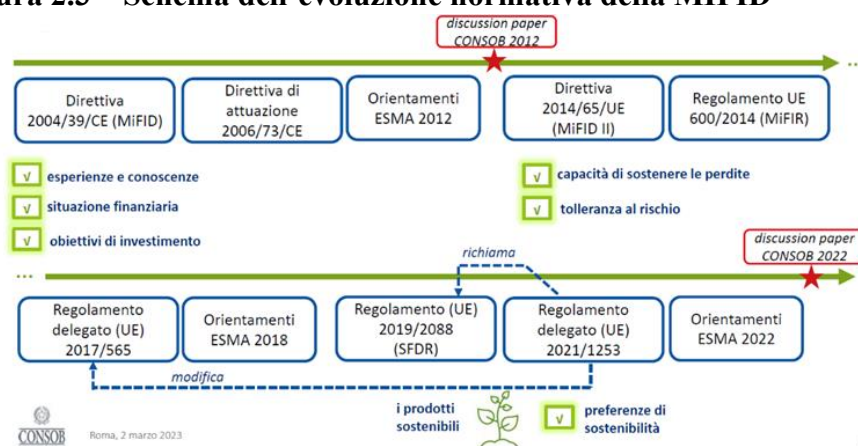 discussion paper
CONSOB 2012
...
Direttiva
2004/39/CE (MiFID)
Direttiva di
attuazione
2006/73/CE
Orientamenti
ESMA 2012
Direttiva
2014/65/UE
(MiFID II)
Regolamento UE
600/2014 (MiFIR)
√ esperienze e conoscenze
√ situazione finanziaria
√ obiettivi di investimento
√ capacità di sostenere le perdite
√ tolleranza al rischio
discussion paper
CONSOB 2022
richiama
...
Regolamento
delegato (UE)
2017/565
Orientamenti
ESMA 2018
Regolamento (UE)
2019/2088
(SFDR)
Regolamento
delegato (UE)
2021/1253
Orientamenti
ESMA 2022
modifica
i prodotti
sostenibili
√ preferenze di
sostenibilità
CONSOB
Roma, 2 marzo 2023